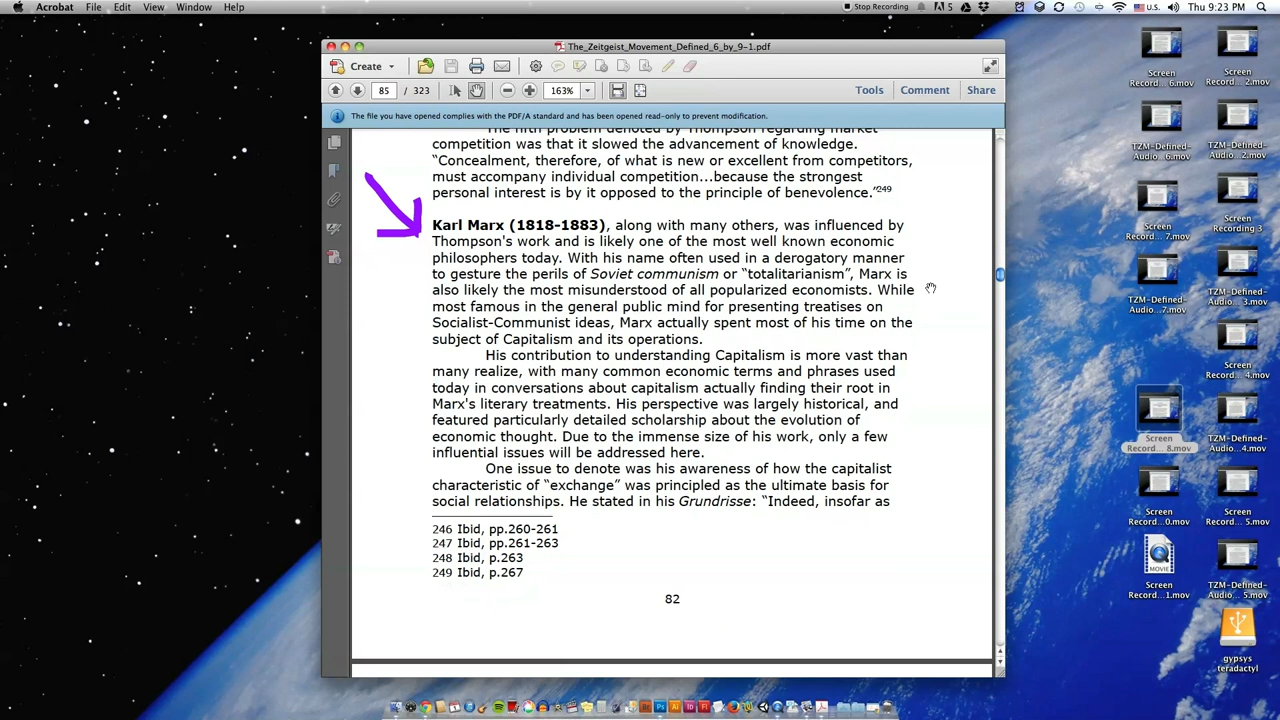 Acrobat File Edit View Window Help
Stop Recording
5
U.S.
Thu 9:23 PM
The_Zeitgeist_Movement_Defined_6_by_9-1.pdf
Create
85 / 323
163%
Tools Comment Share
The file you have opened complies with the PDF/A standard and has been opened read-only to prevent modification.
The fifth problem denoted by Thompson regarding market
competition was that it slowed the advancement of knowledge.
“Concealment, therefore, of what is new or excellent from competitors,
must accompany individual competition...because the strongest
personal interest is by it opposed to the principle of benevolence.”249
Karl Marx (1818-1883), along with many others, was influenced by
Thompson's work and is likely one of the most well known economic
philosophers today. With his name often used in a derogatory manner
to gesture the perils of Soviet communism or “totalitarianism”, Marx is
also likely the most misunderstood of all popularized economists. While
most famous in the general public mind for presenting treatises on
Socialist-Communist ideas, Marx actually spent most of his time on the
subject of Capitalism and its operations.
His contribution to understanding Capitalism is more vast than
many realize, with many common economic terms and phrases used
today in conversations about capitalism actually finding their root in
Marx's literary treatments. His perspective was largely historical, and
featured particularly detailed scholarship about the evolution of
economic thought. Due to the immense size of his work, only a few
influential issues will be addressed here.
One issue to denote was his awareness of how the capitalist
characteristic of “exchange” was principled as the ultimate basis for
social relationships. He stated in his Grundrisse: “Indeed, insofar as
246 Ibid, pp.260-261
247 Ibid, pp.261-263
248 Ibid, p.263
249 Ibid, p.267
82
Screen
Record... 6.mov
Screen
Record... 2.mov
TZM-Defined-
Audio...6.mov
TZM-Defined-
Audio...2.mov
Screen
Record... 7.mov
Screen
Recording 3
TZM-Defined-
Audio...7.mov
TZM-Defined-
Audio...3.mov
Screen
Record... 4.mov
Screen
Record... 8.mov
TZM-Defined-
Audio...4.mov
Screen
Record...0.mov
Screen
Record... 5.mov
MOVIE
Screen
Record...1.mov
TZM-Defined-
Audio...5.mov
gypsys
teradactyl